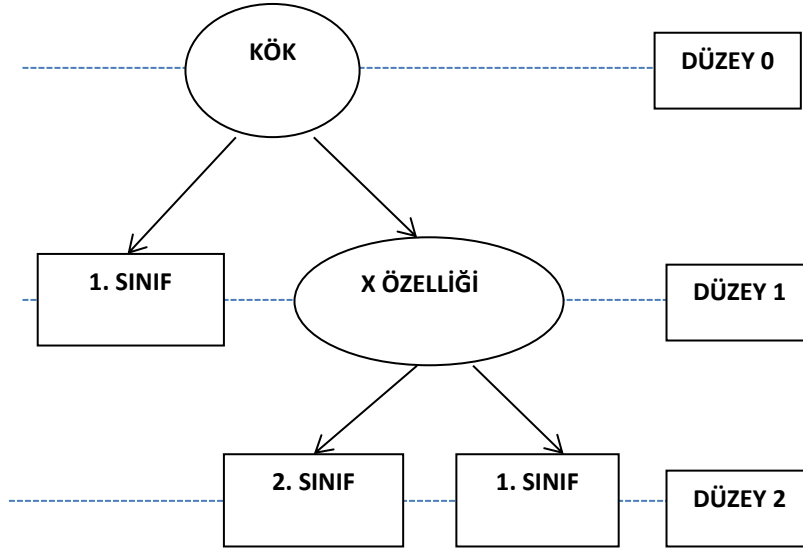 KÖK
DÜZEY 0
1. SINIF
X ÖZELLİĞİ
DÜZEY 1
2. SINIF
1. SINIF
DÜZEY 2